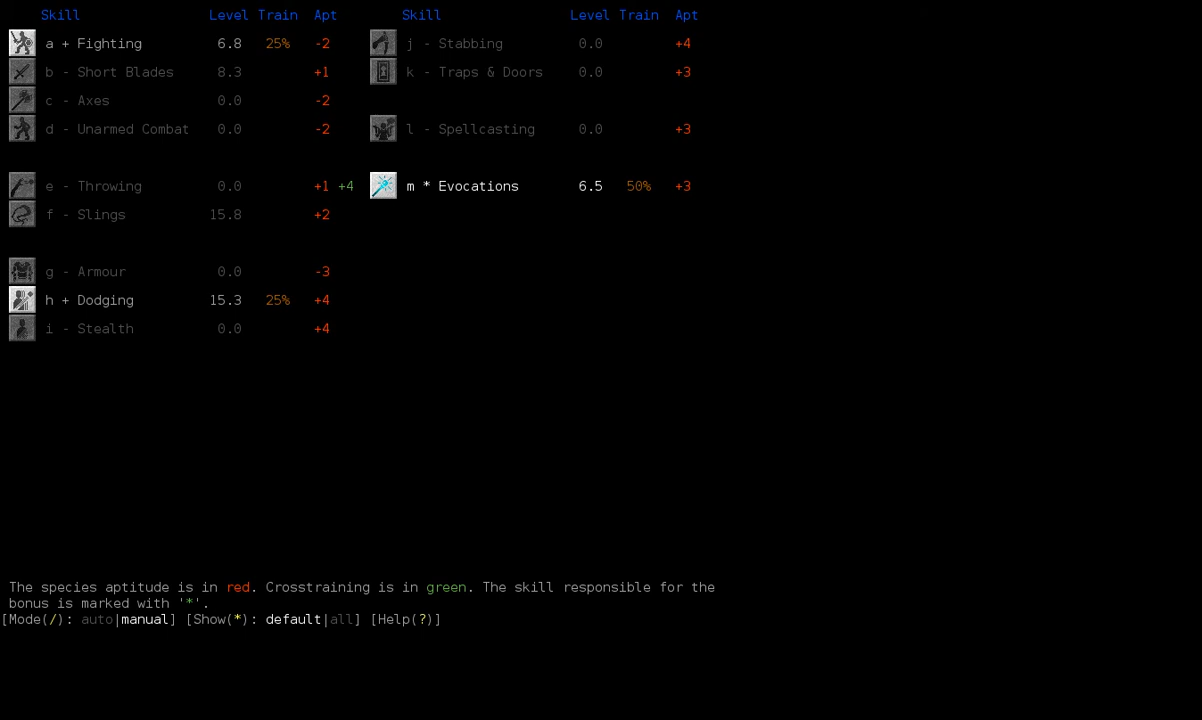 Skill Level Train Apt Skill Level Train Apt
a + Fighting 6.8 25% -2 j - Stabbing 0.0 +4
b - Short Blades 8.3 +1 k - Traps & Doors 0.0 +3
c - Axes 0.0 -2
d - Unarmed Combat 0.0 -2 l - Spellcasting 0.0 +3
e - Throwing 0.0 +1 +4 m * Evocations 6.5 50% +3
f - Slings 15.8 +2
g - Armour 0.0 -3
h + Dodging 15.3 25% +4
i - Stealth 0.0 +4
The species aptitude is in red. Crosstraining is in green. The skill responsible for the
bonus is marked with '*'.
[Mode(/): auto|manual] [Show(*): default|all] [Help(?)]